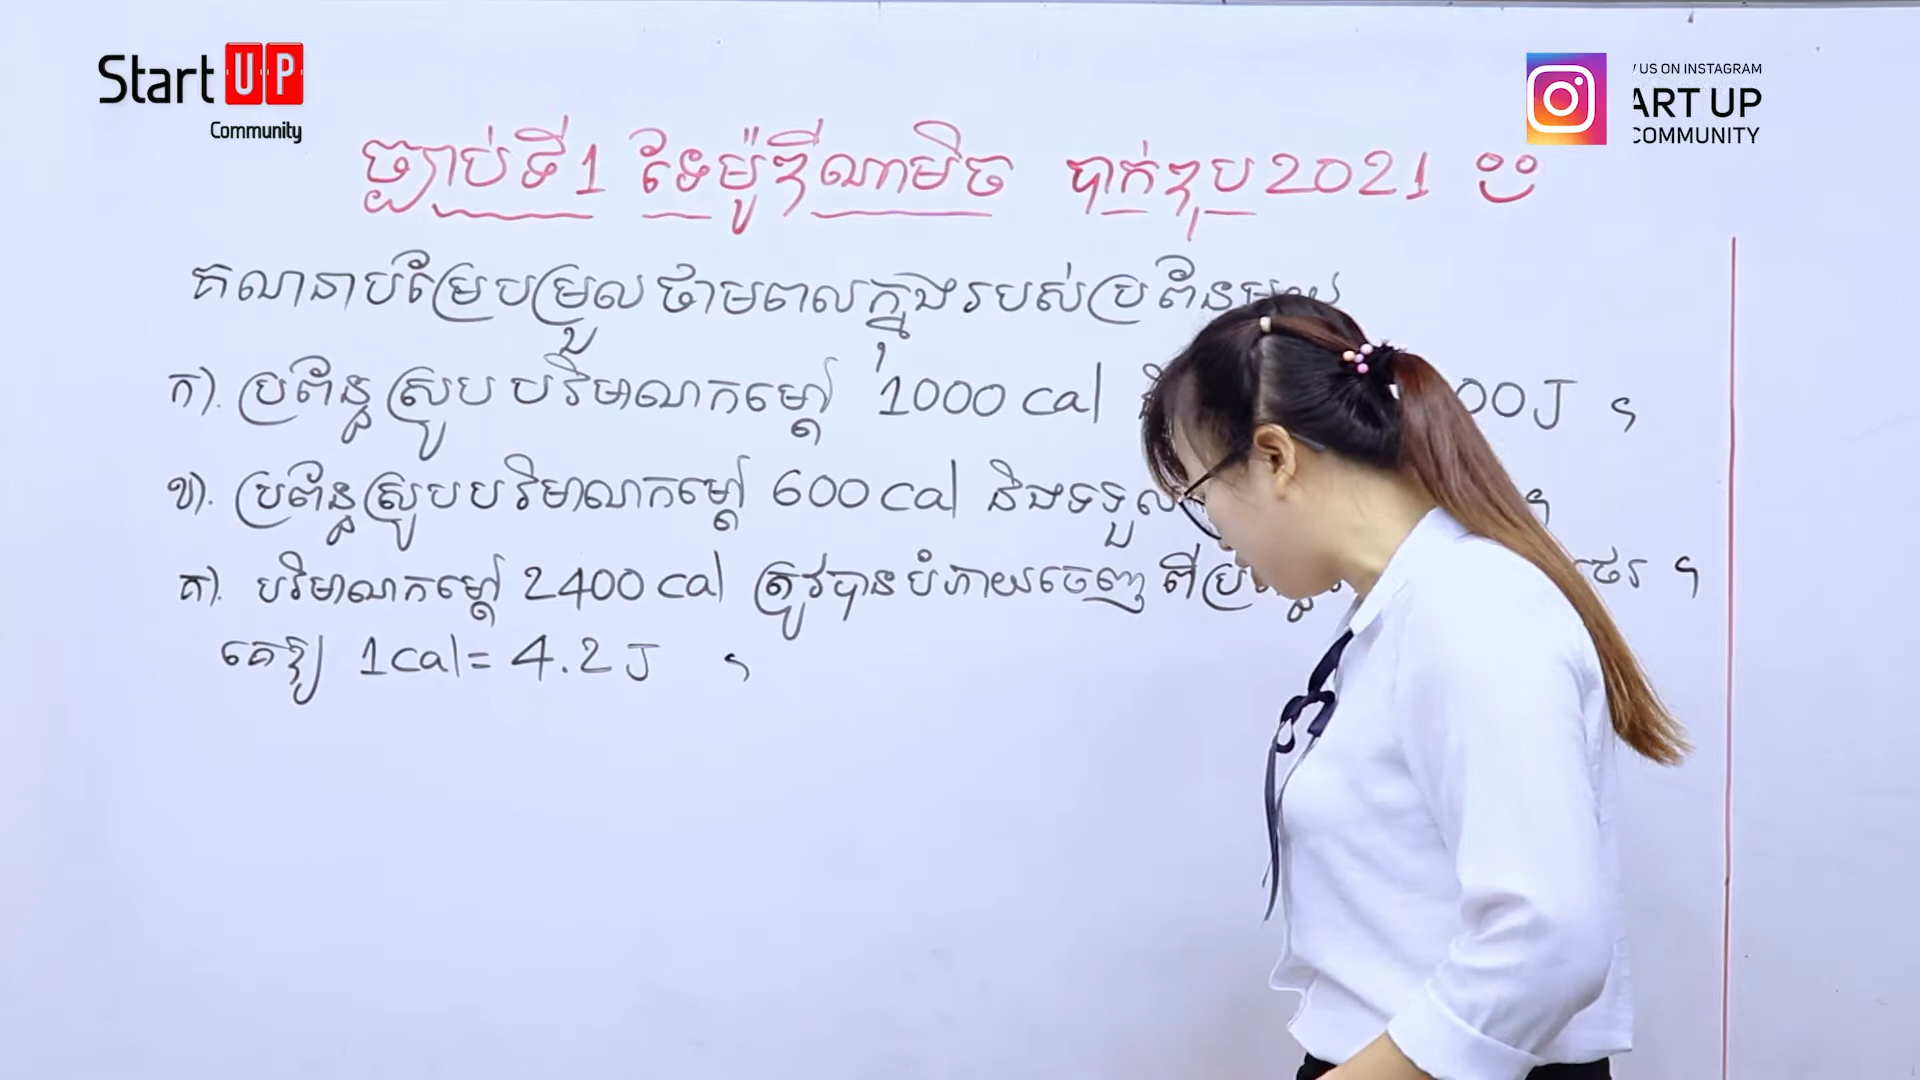 Start UP
Community
US ON INSTAGRAM
ART UP
COMMUNITY
ច្បាប់ទី1 ទែម៉ូឌីណាមិច បាក់ឌុប 2021
គណនាបម្រែបម្រួលថាមពលក្នុងរបស់ប្រព័ន្ធ
ក). ប្រព័ន្ធស្រូបបរិមាណកម្ដៅ 1000 cal 00J ។
ខ). ប្រព័ន្ធស្រូបបរិមាណកម្ដៅ 600 cal និងទទួល ។
គ). បរិមាណកម្ដៅ 2400 cal ត្រូវបានបំភាយចេញពី ថេរ ។
គេឱ្យ 1 cal = 4.2 J ។